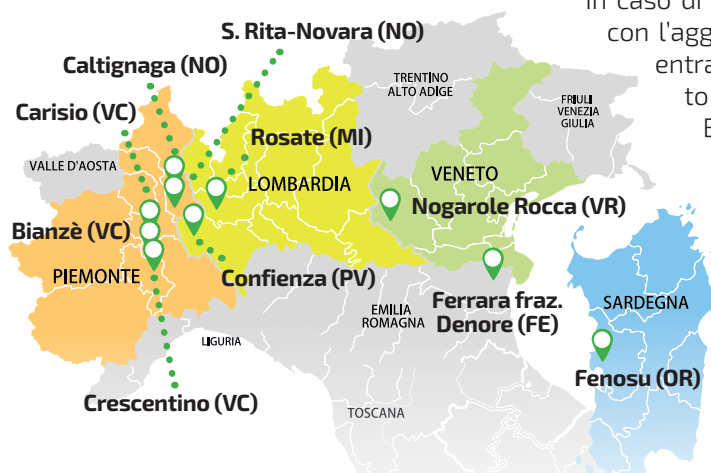 in caso di
S. Rita-Novara (NO)
con l'agg
Caltignaga (NO)
entra
TRENTINO
ALTO ADIGE
to
Carisio (VC)
FRIULI
VENEZIA
GIULIA
Rosate (MI)
E
VALLE D'AOSTA
LOMBARDIA
VENETO
Nogarole Rocca (VR)
Bianzè (VC)
PIEMONTE
Confienza (PV)
Ferrara fraz.
Denore (FE)
EMILIA
ROMAGNA
SARDEGNA
LIGURIA
Fenosu (OR)
Crescentino (VC)
TOSCANA